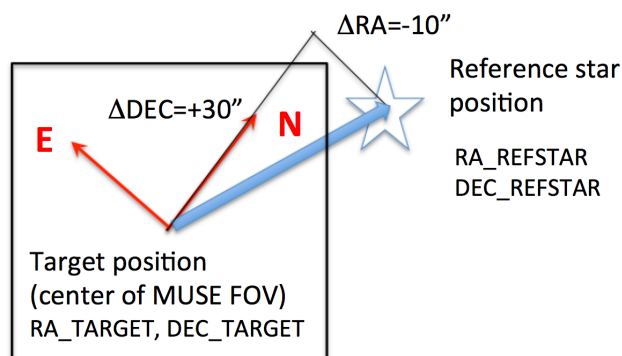 ΔRA=-10”
Reference star
position
ΔDEC=+30”
N
E
RA_REFSTAR
DEC_REFSTAR
Target position
(center of MUSE FOV)
RA_TARGET, DEC_TARGET